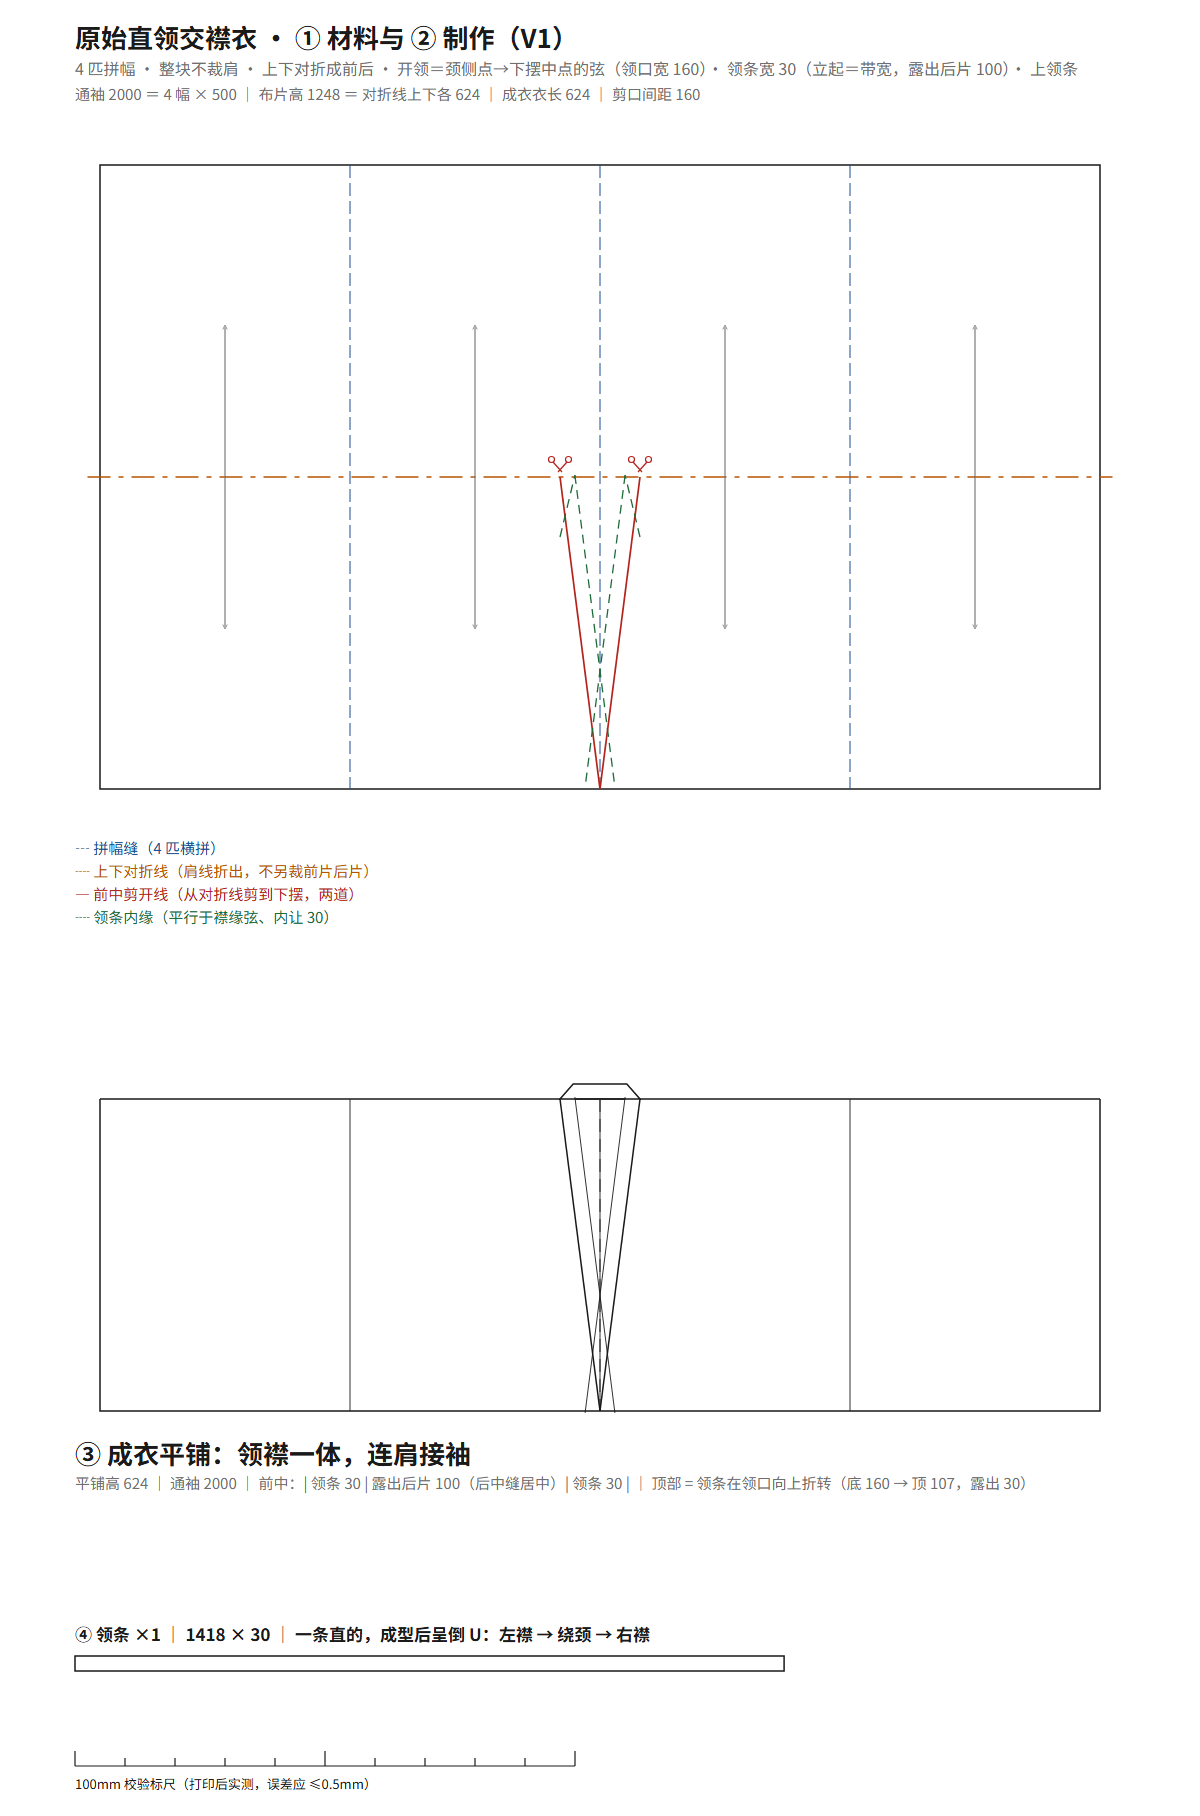 原始直领交襟衣 · ① 材料与 ② 制作（V1）
4 匹拼幅 · 整块不裁肩 · 上下对折成前后 · 开领＝颈侧点→下摆中点的弦（领口宽 160）· 领条宽 30（立起＝带宽，露出后片 100）· 上领条
通袖 2000 ＝ 4 幅 × 500 ｜ 布片高 1248 ＝ 对折线上下各 624 ｜ 成衣衣长 624 ｜ 剪口间距 160
--- 拼幅缝（4 匹横拼）
---- 上下对折线（肩线折出，不另裁前片后片）
— 前中剪开线（从对折线剪到下摆，两道）
---- 领条内缘（平行于襟缘弦、内让 30）
③ 成衣平铺：领襟一体，连肩接袖
平铺高 624 ｜ 通袖 2000 ｜ 前中：| 领条 30 | 露出后片 100（后中缝居中）| 领条 30 | ｜ 顶部 = 领条在领口向上折转（底 160 → 顶 107，露出 30）
④ 领条 ×1 ｜ 1418 × 30 ｜ 一条直的，成型后呈倒 U：左襟 → 绕颈 → 右襟
100mm 校验标尺（打印后实测，误差应 ≤0.5mm）